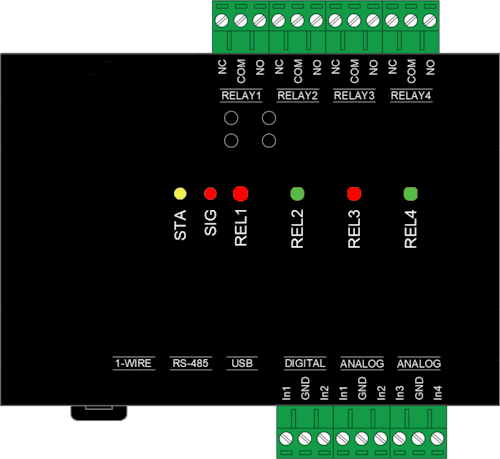 NC COM NO NC COM NO NC COM NO NC COM NO
RELAY1 RELAY2 RELAY3 RELAY4
STA SIG REL1 REL2 REL3 REL4
1-WIRE RS-485 USB DIGITAL ANALOG ANALOG
In1 GND In2 In1 GND In2 In3 GND In4